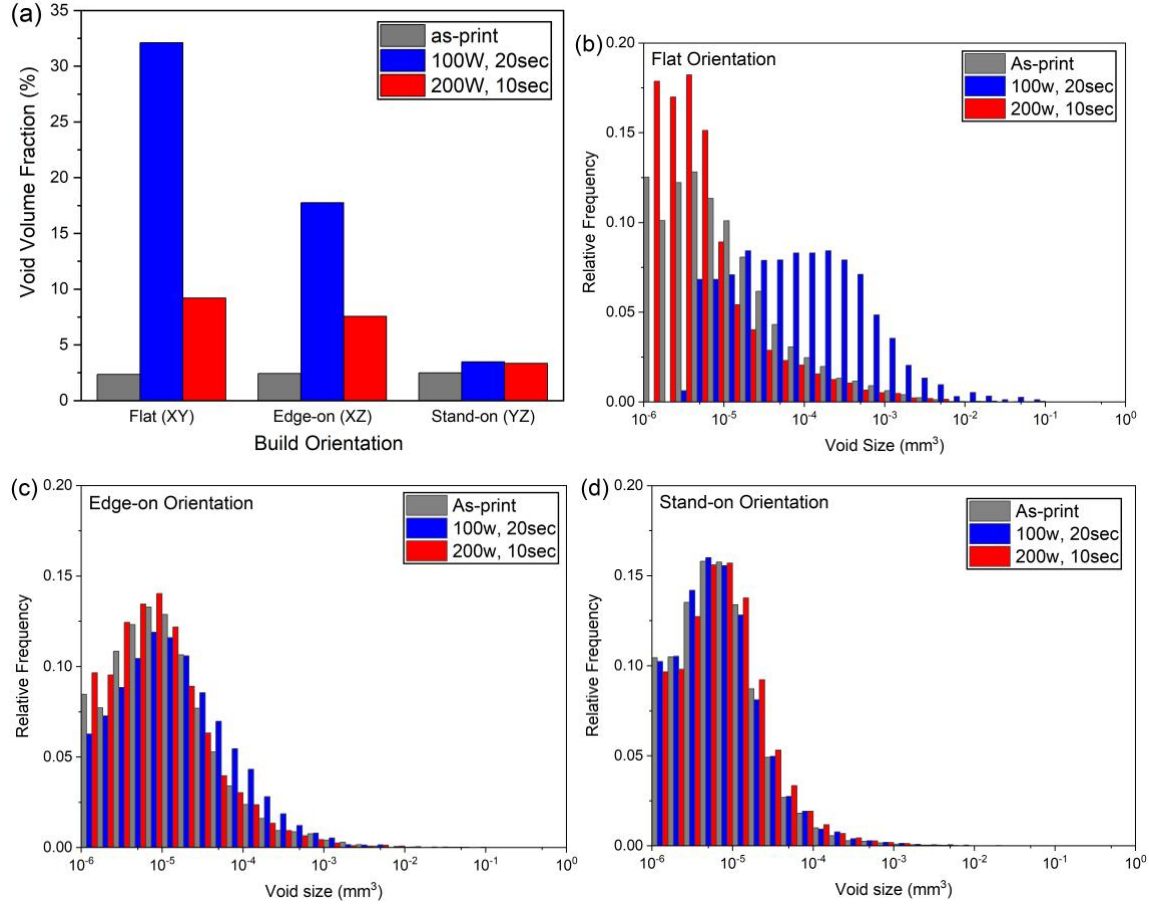 (a)
35
30
25
20
15
10
5
0
Void Volume Fraction (%)
as-print
100W, 20sec
200W, 10sec
Flat (XY)
Edge-on (XZ)
Stand-on (YZ)
Build Orientation
(b)
0.20
0.15
0.10
0.05
0.00
Relative Frequency
Flat Orientation
As-print
100w, 20sec
200w, 10sec
10⁻⁶
10⁻⁵
10⁻⁴
10⁻³
10⁻²
10⁻¹
10⁰
Void Size (mm³)
(c)
0.20
0.15
0.10
0.05
0.00
Relative Frequency
Edge-on Orientation
As-print
100w, 20sec
200w, 10sec
10⁻⁶
10⁻⁵
10⁻⁴
10⁻³
10⁻²
10⁻¹
10⁰
Void size (mm³)
(d)
0.20
0.15
0.10
0.05
0.00
Relative Frequency
Stand-on Orientation
As-print
100w, 20sec
200w, 10sec
10⁻⁶
10⁻⁵
10⁻⁴
10⁻³
10⁻²
10⁻¹
10⁰
Void size (mm³)